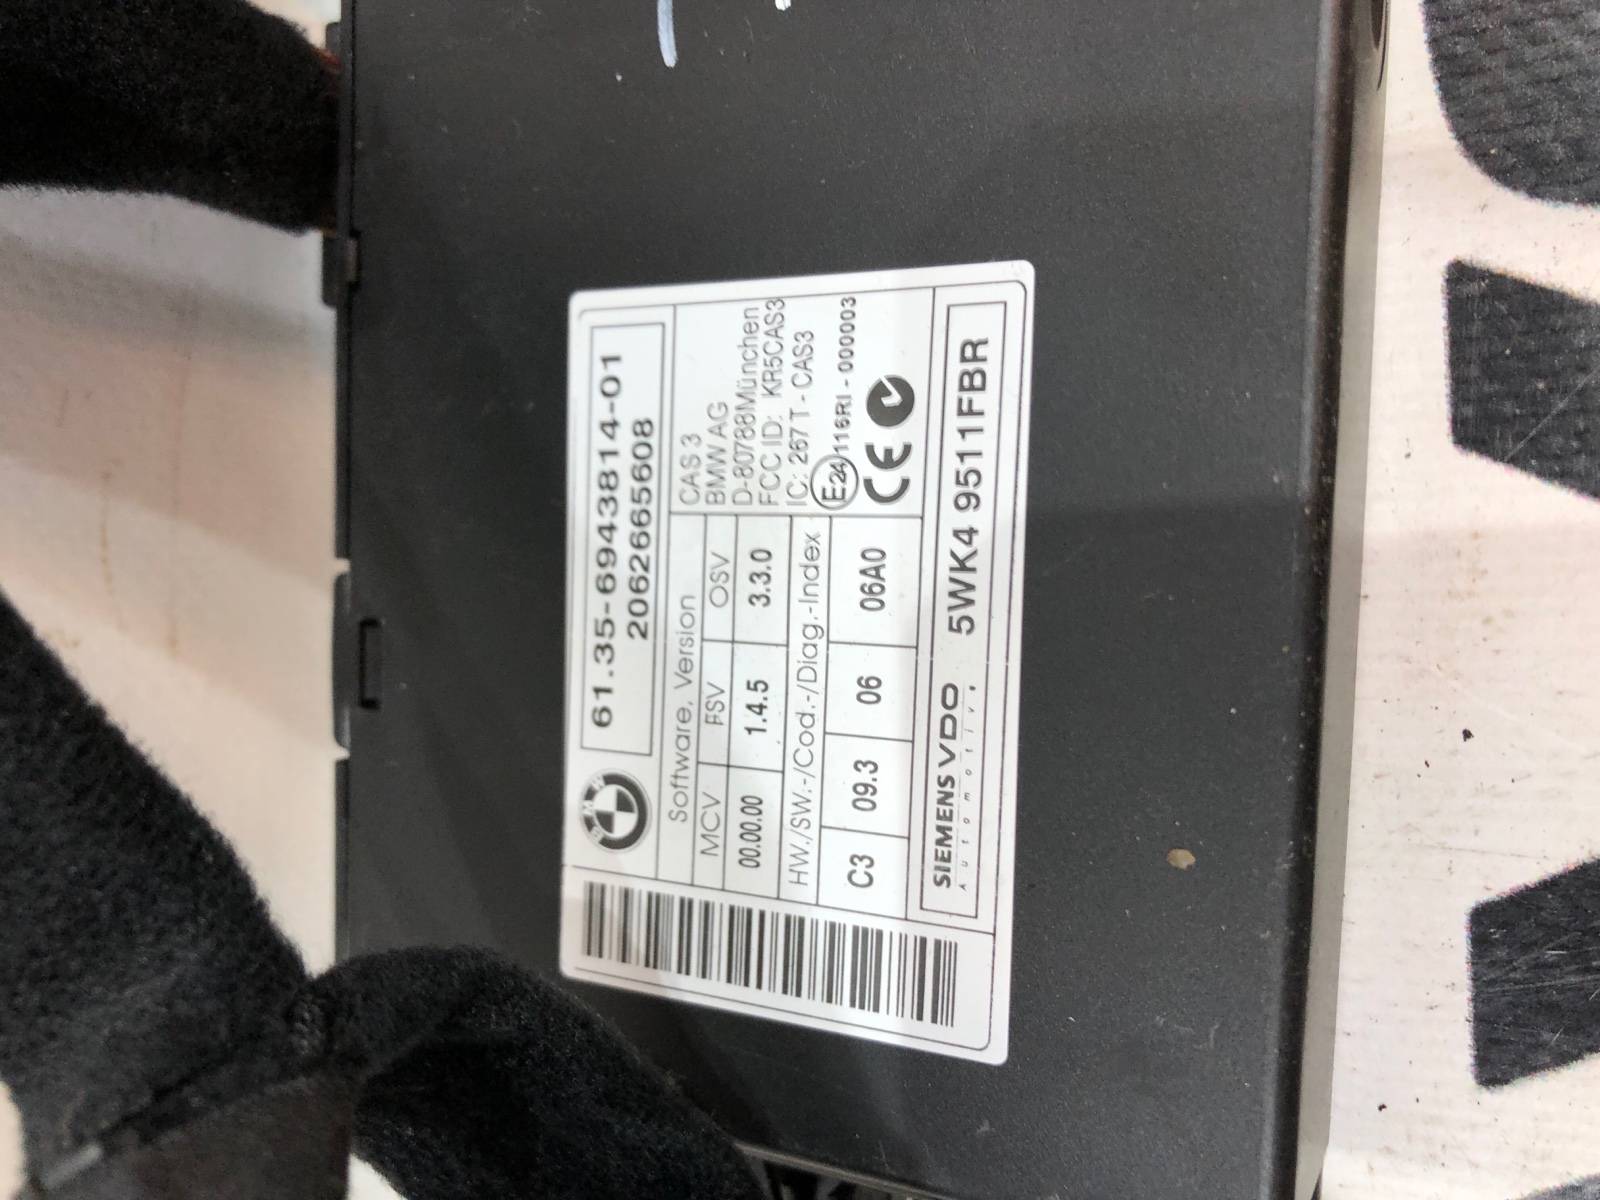 BMW
61.35-6943814-01
2062665608
Software, Version
MCV FSV OSV
00.00.00 1.4.5 3.3.0
HW./SW.-/Cod.-/Diag.-Index
C3 09.3 06 06A0
CAS 3
BMW AG
D-80788München
FCC ID: KR5CAS3
IC: 267T - CAS3
E24 116RI - 000003
CE
SIEMENS VDO
Automotive
5WK4 9511FBR